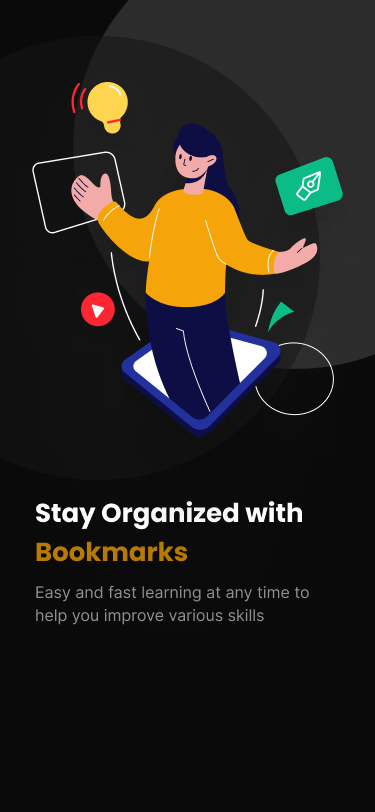 Stay Organized with
Bookmarks
Easy and fast learning at any time to
help you improve various skills